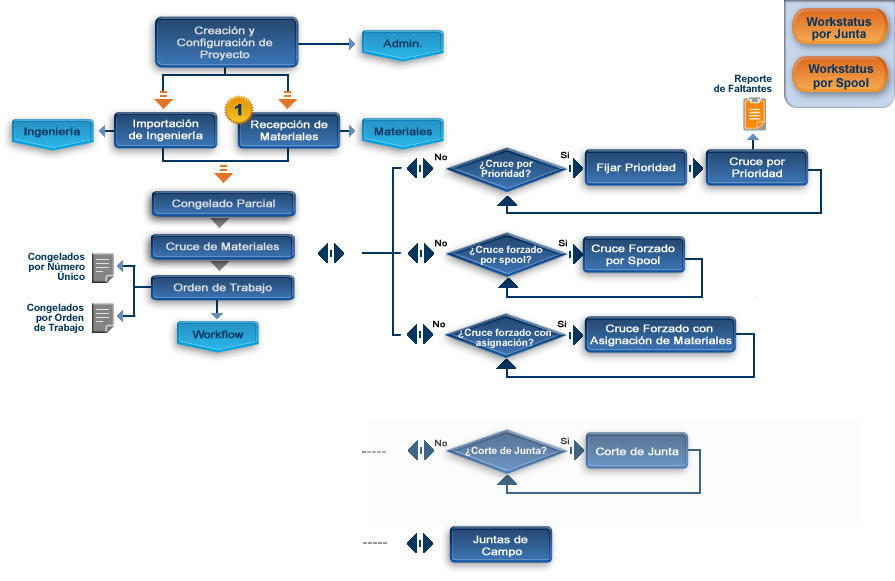 Creación y
Configuración de
Proyecto
Admin.
Workstatus
por Junta
Workstatus
por Spool
Reporte
de Faltantes
1
Ingeniería
Importación
de Ingeniería
Recepción de
Materiales
Materiales
No
¿Cruce por
Prioridad?
Si
Fijar Prioridad
Cruce por
Prioridad
Congelado Parcial
Cruce de Materiales
No
¿Cruce forzado
por spool?
Si
Cruce Forzado
por Spool
Congelados
por Número
Único
Orden de Trabajo
Congelados
por Orden
de Trabajo
Workflow
No
¿Cruce forzado con
asignación?
Si
Cruce Forzado con
Asignación de Materiales
No
¿Corte de Junta?
Si
Corte de Junta
Juntas de
Campo